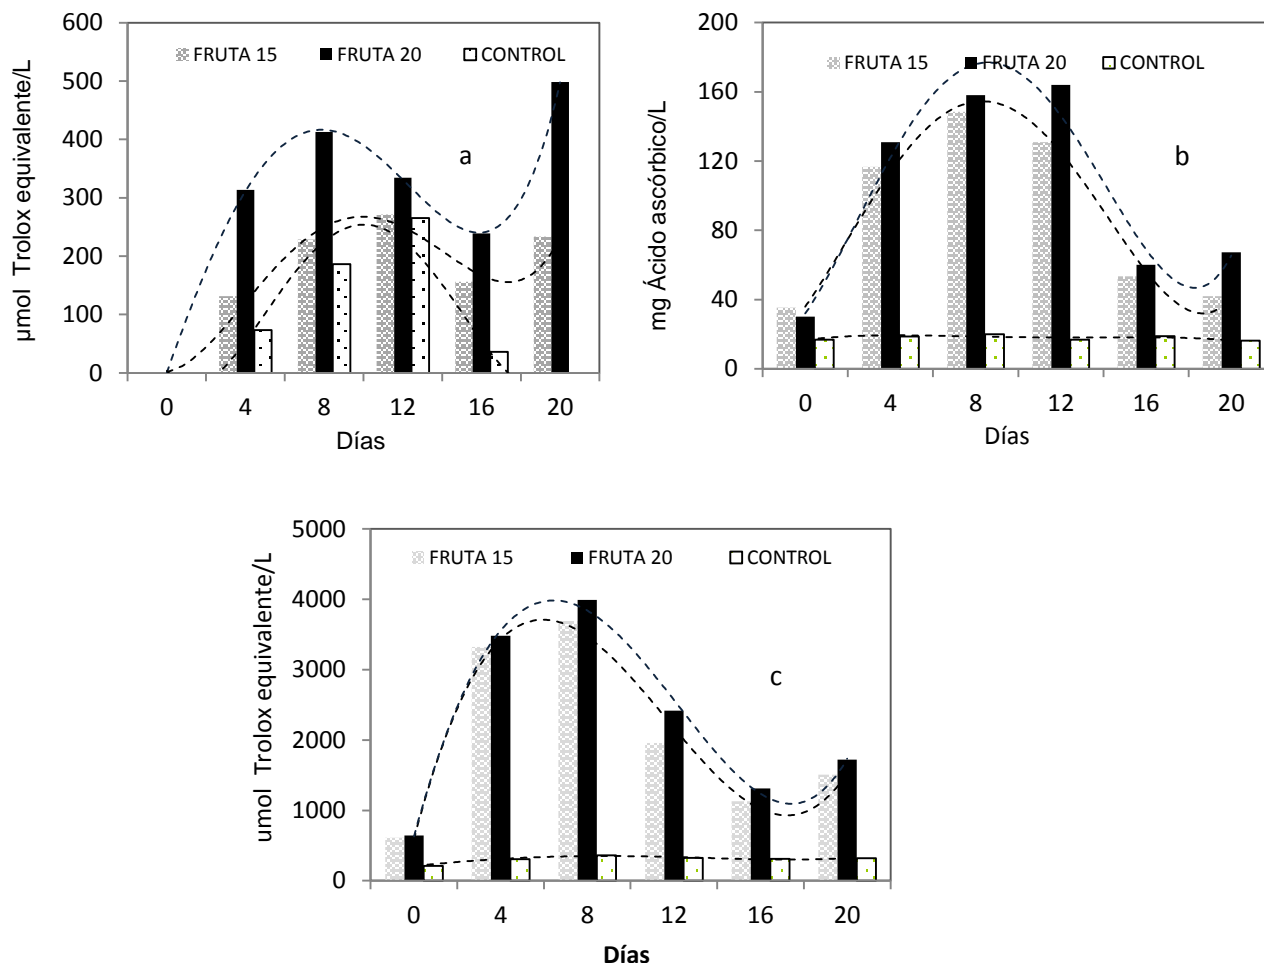 600
500
400
300
200
100
0
µmol Trolox equivalente/L
FRUTA 15 FRUTA 20 CONTROL
a
0 4 8 12 16 20
Días
200
160
120
80
40
0
mg Ácido ascórbico/L
FRUTA 15 FRUTA 20 CONTROL
b
0 4 8 12 16 20
Días
5000
4000
3000
2000
1000
0
umol Trolox equivalente/L
FRUTA 15 FRUTA 20 CONTROL
c
0 4 8 12 16 20
Días